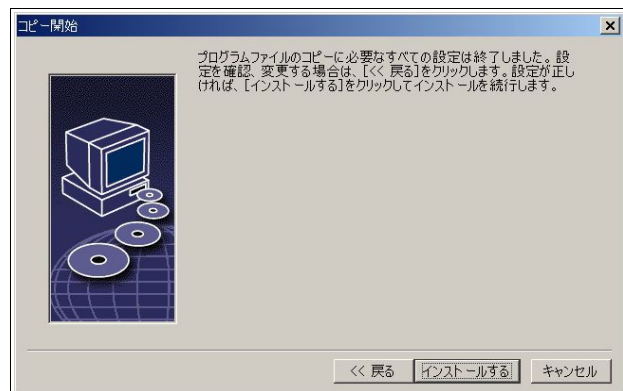 コピー開始
プログラムファイルのコピーに必要なすべての設定は終了しました。設
定を確認、変更する場合は、[<< 戻る]をクリックします。設定が正し
ければ、[インストールする]をクリックしてインストールを続行します。
<< 戻る
インストールする
キャンセル